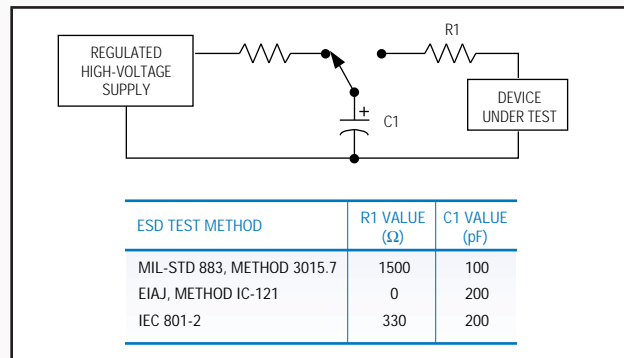 REGULATED
HIGH-VOLTAGE
SUPPLY
R1
DEVICE
UNDER TEST
+
C1
ESD TEST METHOD R1 VALUE (Ω) C1 VALUE (pF)
MIL-STD 883, METHOD 3015.7 1500 100
EIAJ, METHOD IC-121 0 200
IEC 801-2 330 200